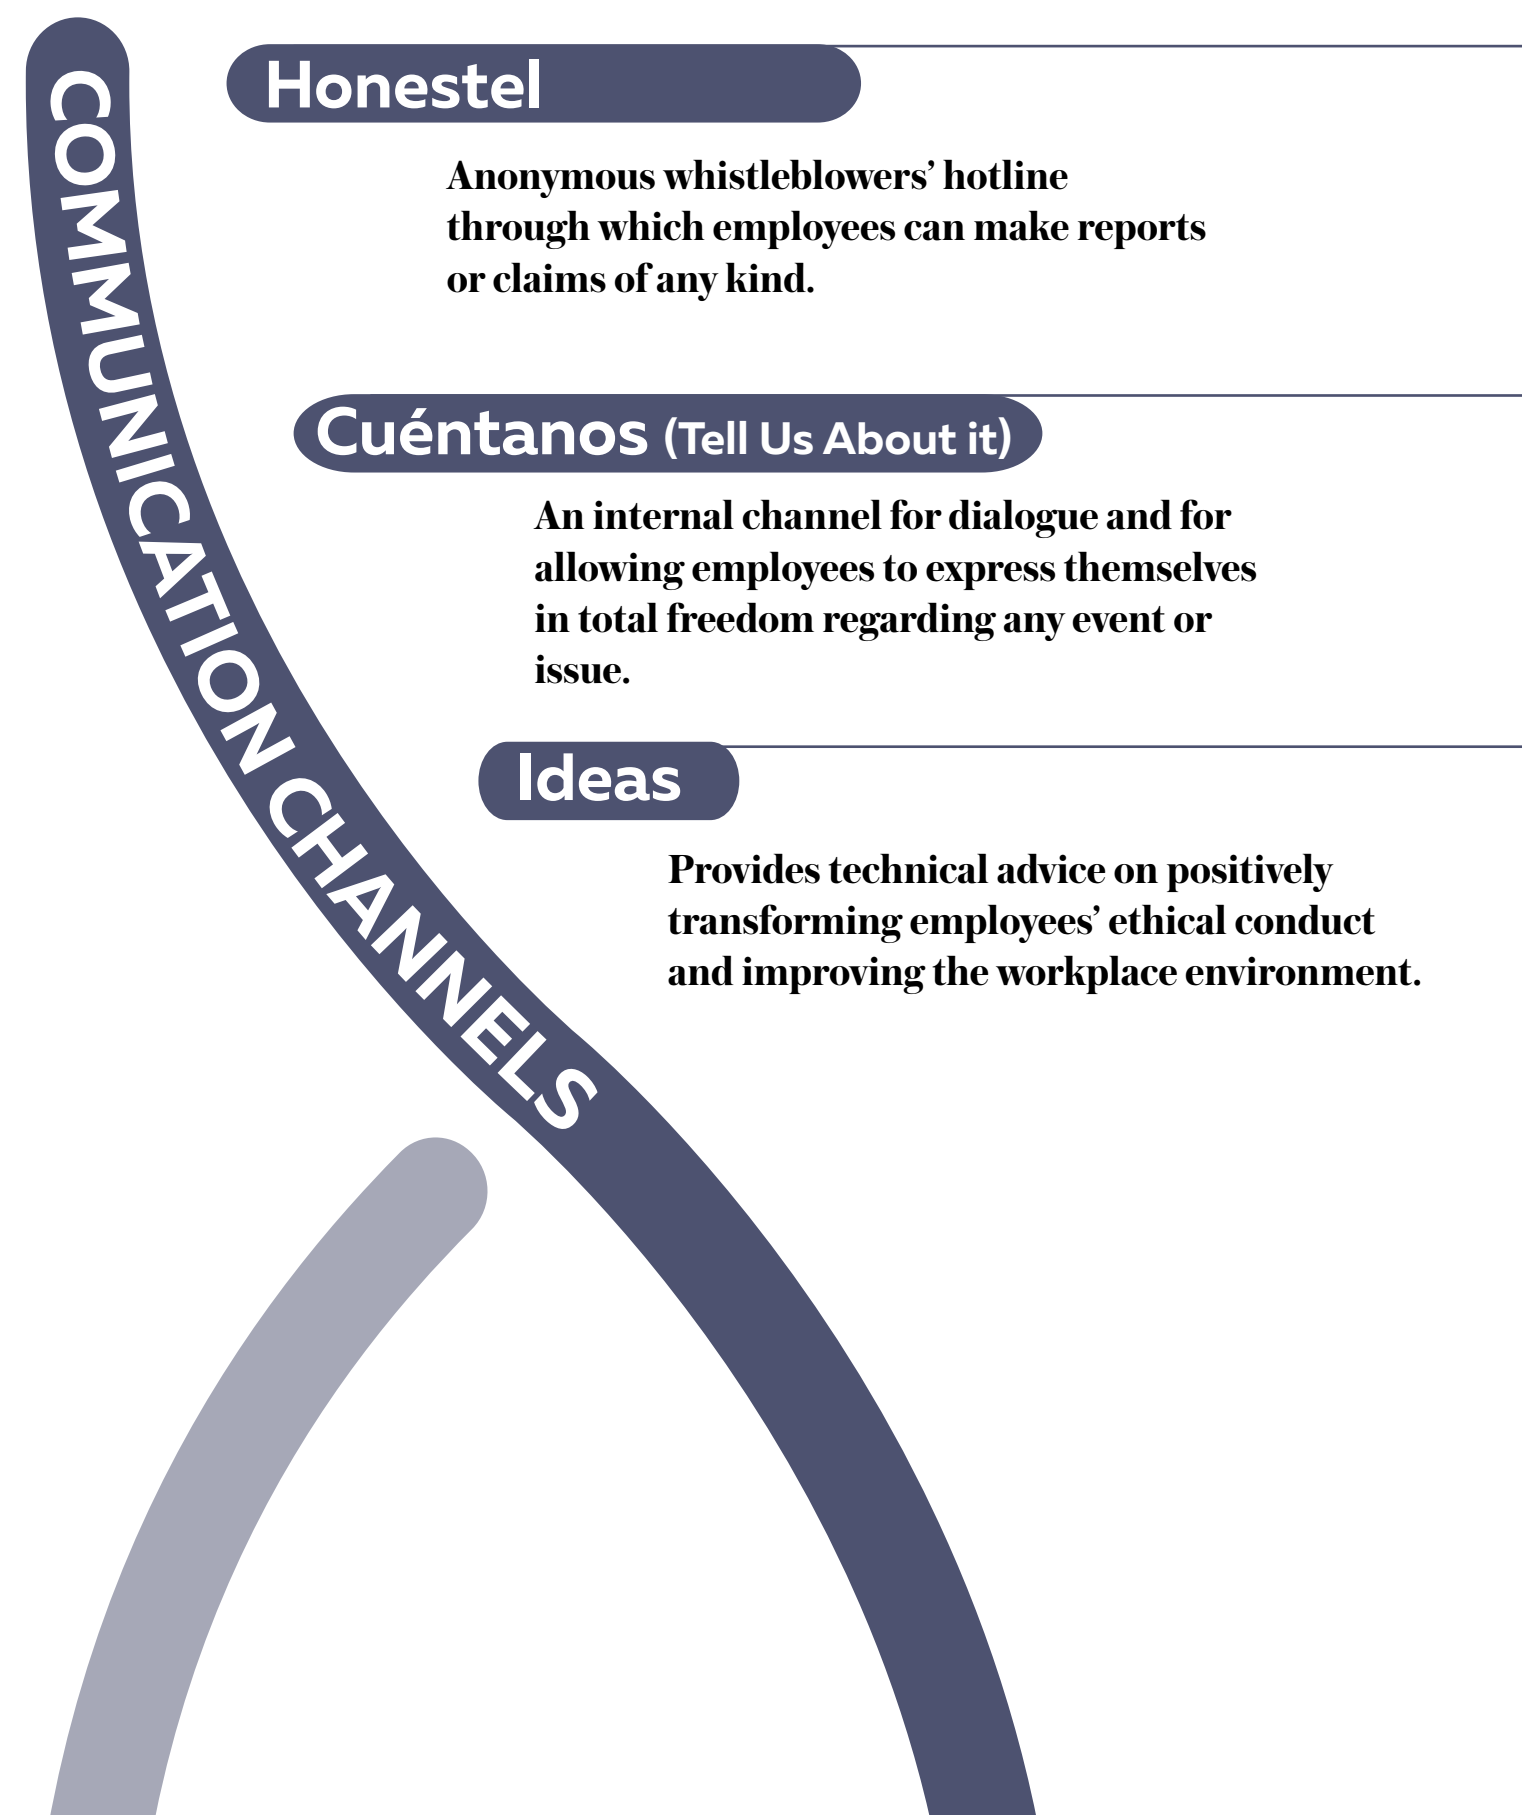 COMMUNICATION CHANNELS
Honestel
Anonymous whistleblowers’ hotline
through which employees can make reports
or claims of any kind.
Cuéntanos (Tell Us About it)
An internal channel for dialogue and for
allowing employees to express themselves
in total freedom regarding any event or
issue.
Ideas
Provides technical advice on positively
transforming employees’ ethical conduct
and improving the workplace environment.